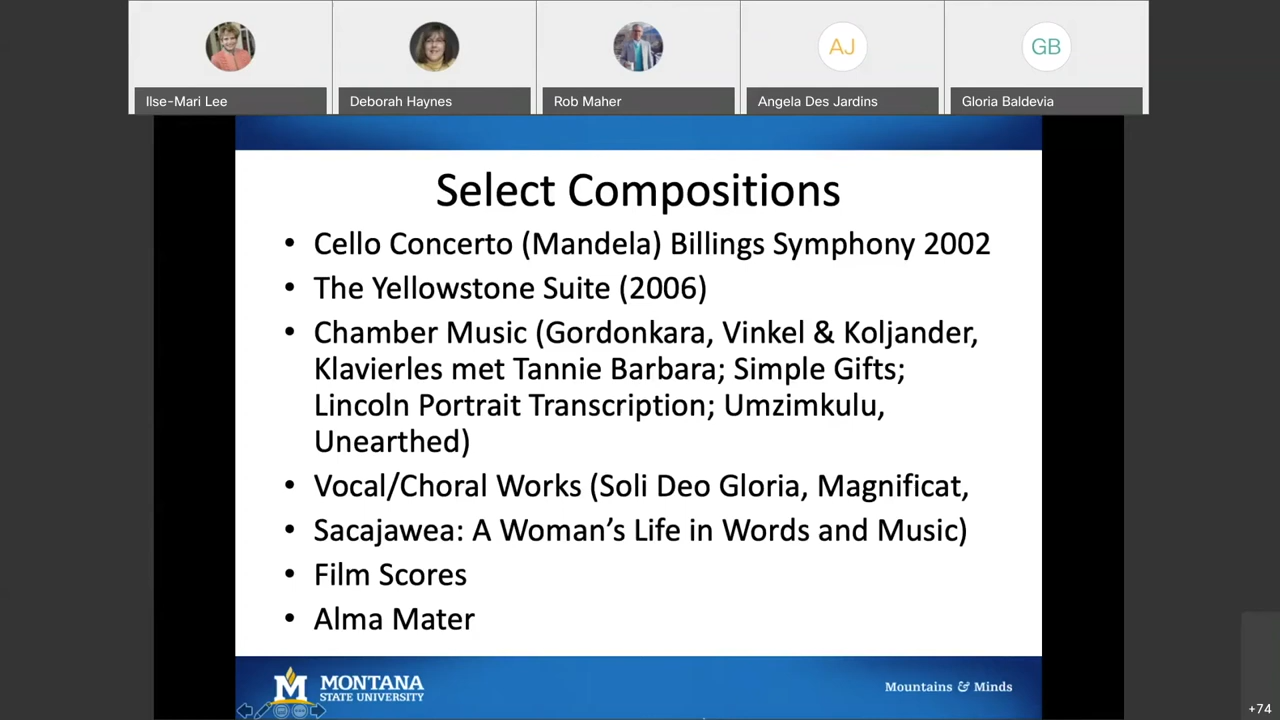 AJ
GB
Ilse-Mari Lee
Deborah Haynes
Rob Maher
Angela Des Jardins
Gloria Baldevia
Select Compositions
• Cello Concerto (Mandela) Billings Symphony 2002
• The Yellowstone Suite (2006)
• Chamber Music (Gordonkara, Vinkel & Koljander,
Klavierles met Tannie Barbara; Simple Gifts;
Lincoln Portrait Transcription; Umzimkulu,
Unearthed)
• Vocal/Choral Works (Soli Deo Gloria, Magnificat,
• Sacajawea: A Woman’s Life in Words and Music)
• Film Scores
• Alma Mater
M MONTANA
STATE UNIVERSITY
Mountains & Minds
+74